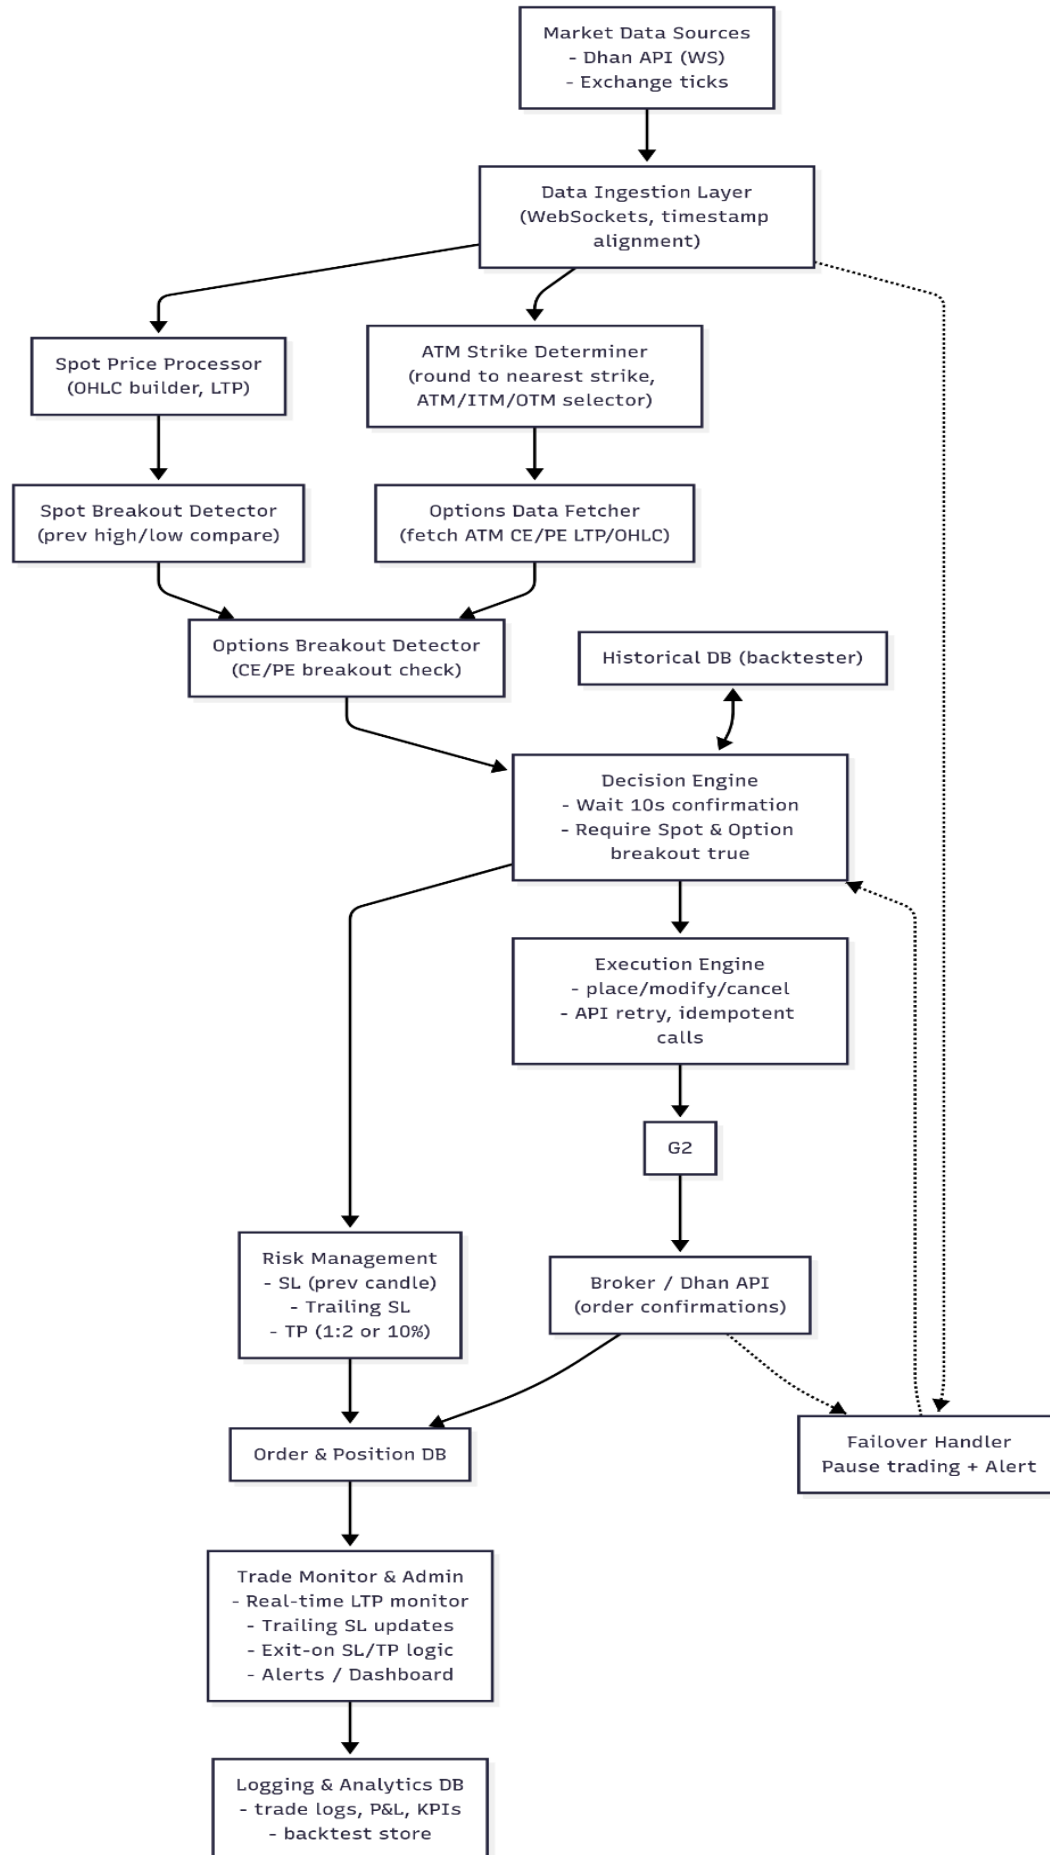 Market Data Sources
- Dhan API (WS)
- Exchange ticks
Data Ingestion Layer
(WebSockets, timestamp
alignment)
Spot Price Processor
(OHLC builder, LTP)
ATM Strike Determiner
(round to nearest strike,
ATM/ITM/OTM selector)
Spot Breakout Detector
(prev high/low compare)
Options Data Fetcher
(fetch ATM CE/PE LTP/OHLC)
Options Breakout Detector
(CE/PE breakout check)
Historical DB (backtester)
Decision Engine
- Wait 10s confirmation
- Require Spot & Option
breakout true
Execution Engine
- place/modify/cancel
- API retry, idempotent
calls
G2
Risk Management
- SL (prev candle)
- Trailing SL
- TP (1:2 or 10%)
Broker / Dhan API
(order confirmations)
Order & Position DB
Failover Handler
Pause trading + Alert
Trade Monitor & Admin
- Real-time LTP monitor
- Trailing SL updates
- Exit-on SL/TP logic
- Alerts / Dashboard
Logging & Analytics DB
- trade logs, P&L, KPIs
- backtest store